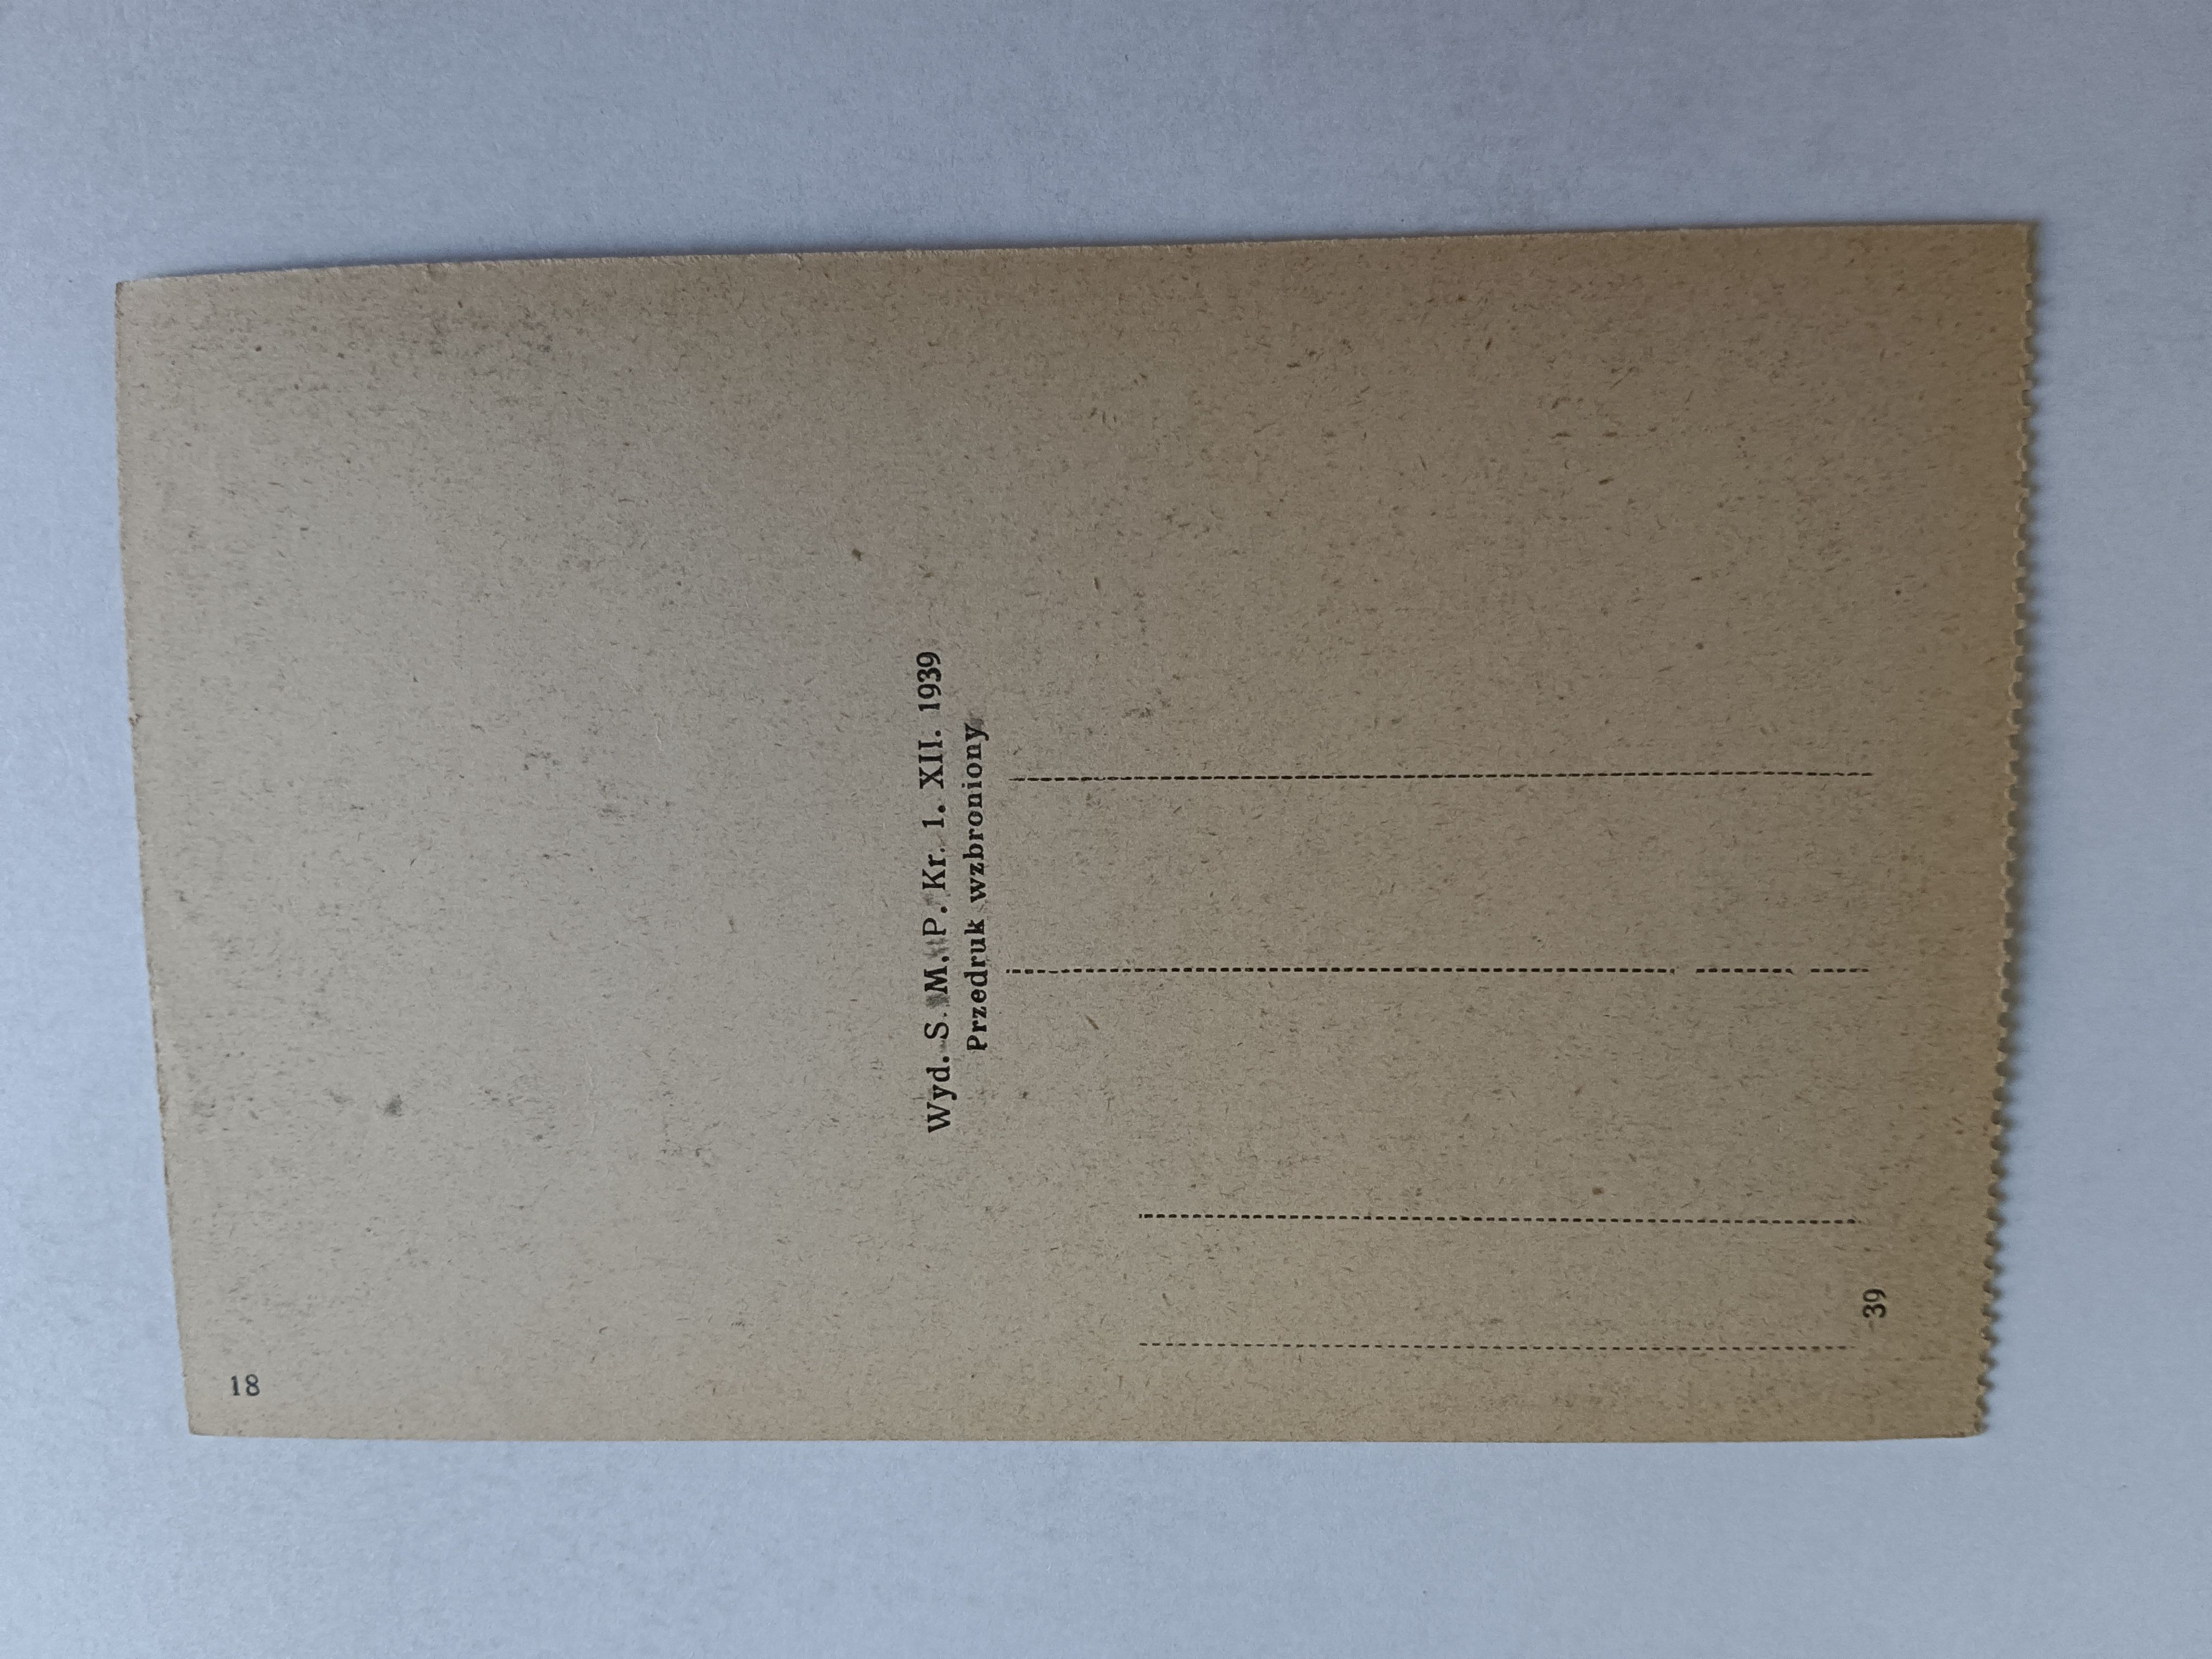 Wyd. S. M. P. Kr. 1. XII. 1939
Przedruk wzbroniony
39
18